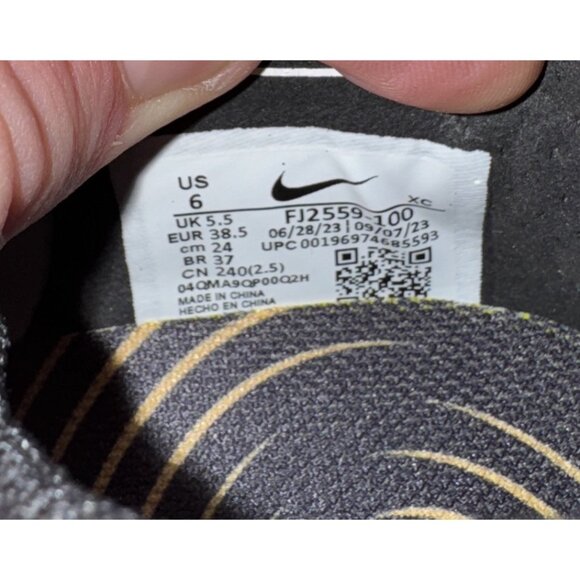 US
6
XC
UK 5.5
FJ2559-100
EUR 38.5
06/28/23 | 09/07/23
cm 24
UPC 00196974685593
BR 37
CN 240(2.5)
04QMA9QP00Q2H
MADE IN CHINA
HECHO EN CHINA